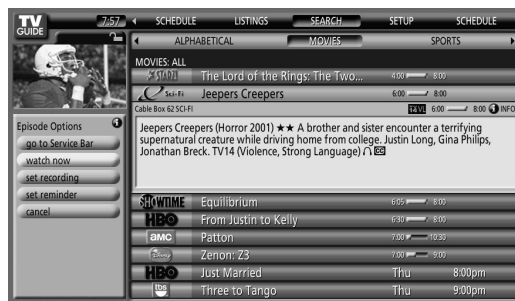 TV GUIDE
7:57
SCHEDULE LISTINGS SEARCH SETUP SCHEDULE
ALPHABETICAL MOVIES SPORTS
MOVIES: ALL
STARZ! The Lord of the Rings: The Two... 4:00 8:00
Sci-Fi Jeepers Creepers 6:00 8:00
Cable Box 62 SCI-FI 6:00 8:00 INFO
Jeepers Creepers (Horror 2001) ★★ A brother and sister encounter a terrifying
supernatural creature while driving home from college. Justin Long, Gina Philips,
Jonathan Breck. TV14 (Violence, Strong Language) CC
Episode Options
go to Service Bar
watch now
set recording
set reminder
cancel
SHOWTIME Equilibrium 6:05 8:00
HBO From Justin to Kelly 6:30 8:00
amc Patton 7:00 10:30
Disney Zenon: Z3 7:00 9:00
HBO Just Married Thu 8:00pm
tbs Three to Tango Thu 9:00pm